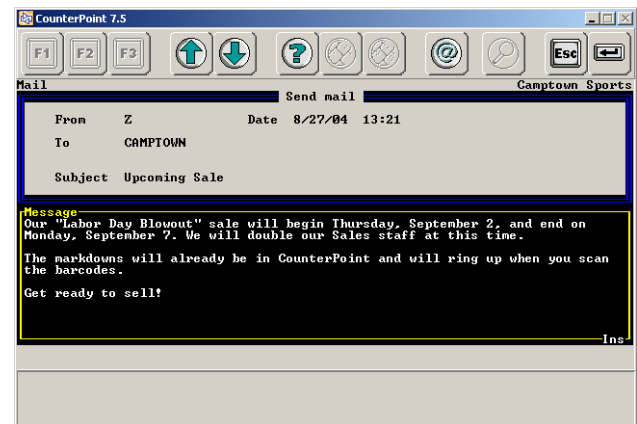 CounterPoint 7.5
F1 F2 F3 ? @ Esc
Mail Camptown Sports
Send mail
From Z Date 8/27/04 13:21
To CAMPTOWN
Subject Upcoming Sale
Message
Our "Labor Day Blowout" sale will begin Thursday, September 2, and end on
Monday, September 7. We will double our Sales staff at this time.
The markdowns will already be in CounterPoint and will ring up when you scan
the barcodes.
Get ready to sell!
Ins